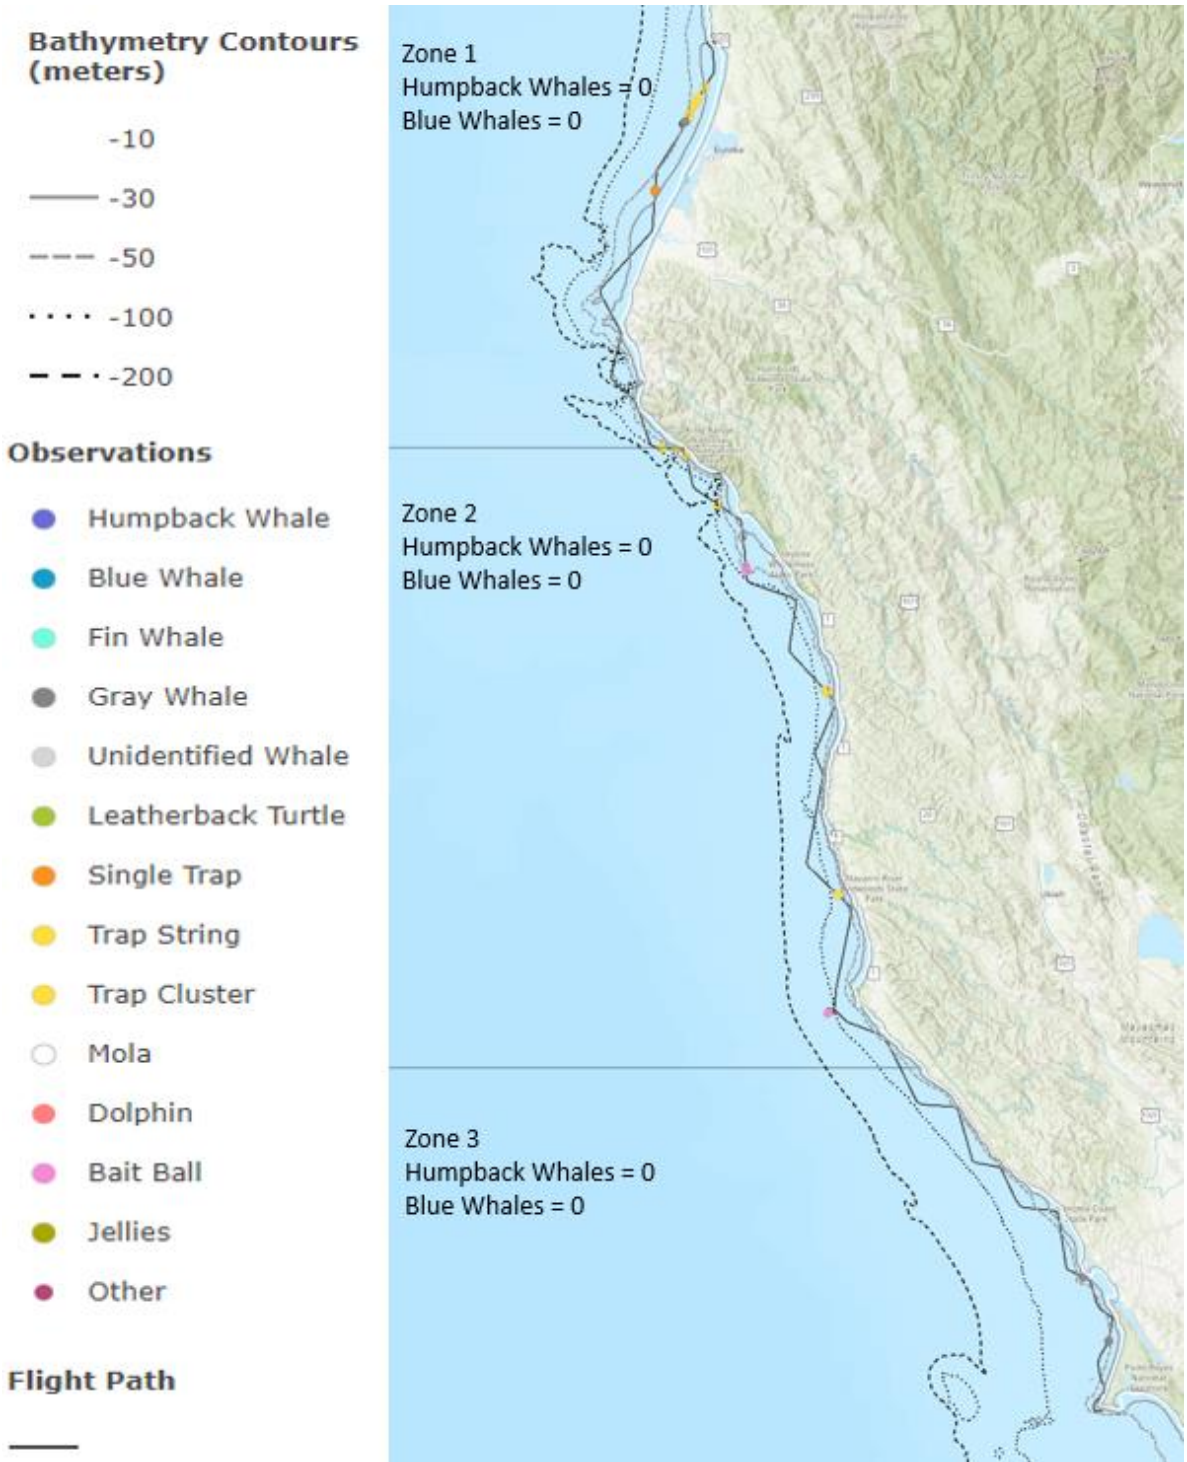 Bathymetry Contours
(meters)
-10
-30
-50
-100
-200
Observations
Humpback Whale
Blue Whale
Fin Whale
Gray Whale
Unidentified Whale
Leatherback Turtle
Single Trap
Trap String
Trap Cluster
Mola
Dolphin
Bait Ball
Jellies
Other
Flight Path
Zone 1
Humpback Whales = 0
Blue Whales = 0
Eureka
Zone 2
Humpback Whales = 0
Blue Whales = 0
Zone 3
Humpback Whales = 0
Blue Whales = 0